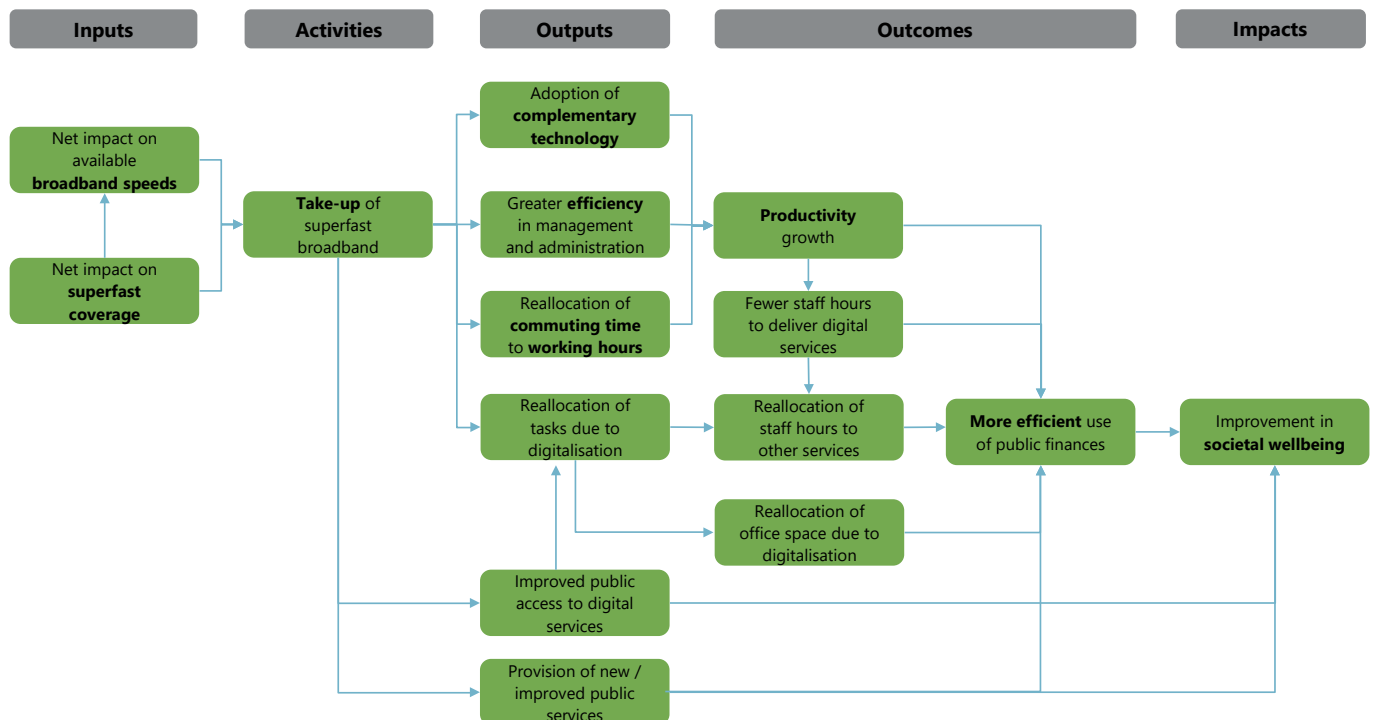 Inputs
Activities
Outputs
Outcomes
Impacts
Net impact on
available
broadband speeds
Net impact on
superfast
coverage
Take-up of
superfast
broadband
Adoption of
complementary
technology
Greater efficiency
in management
and administration
Reallocation of
commuting time
to working hours
Reallocation of
tasks due to
digitalisation
Improved public
access to digital
services
Provision of new /
improved public
services
Productivity
growth
Fewer staff hours
to deliver digital
services
Reallocation of
staff hours to
other services
Reallocation of
office space due to
digitalisation
More efficient use
of public finances
Improvement in
societal wellbeing